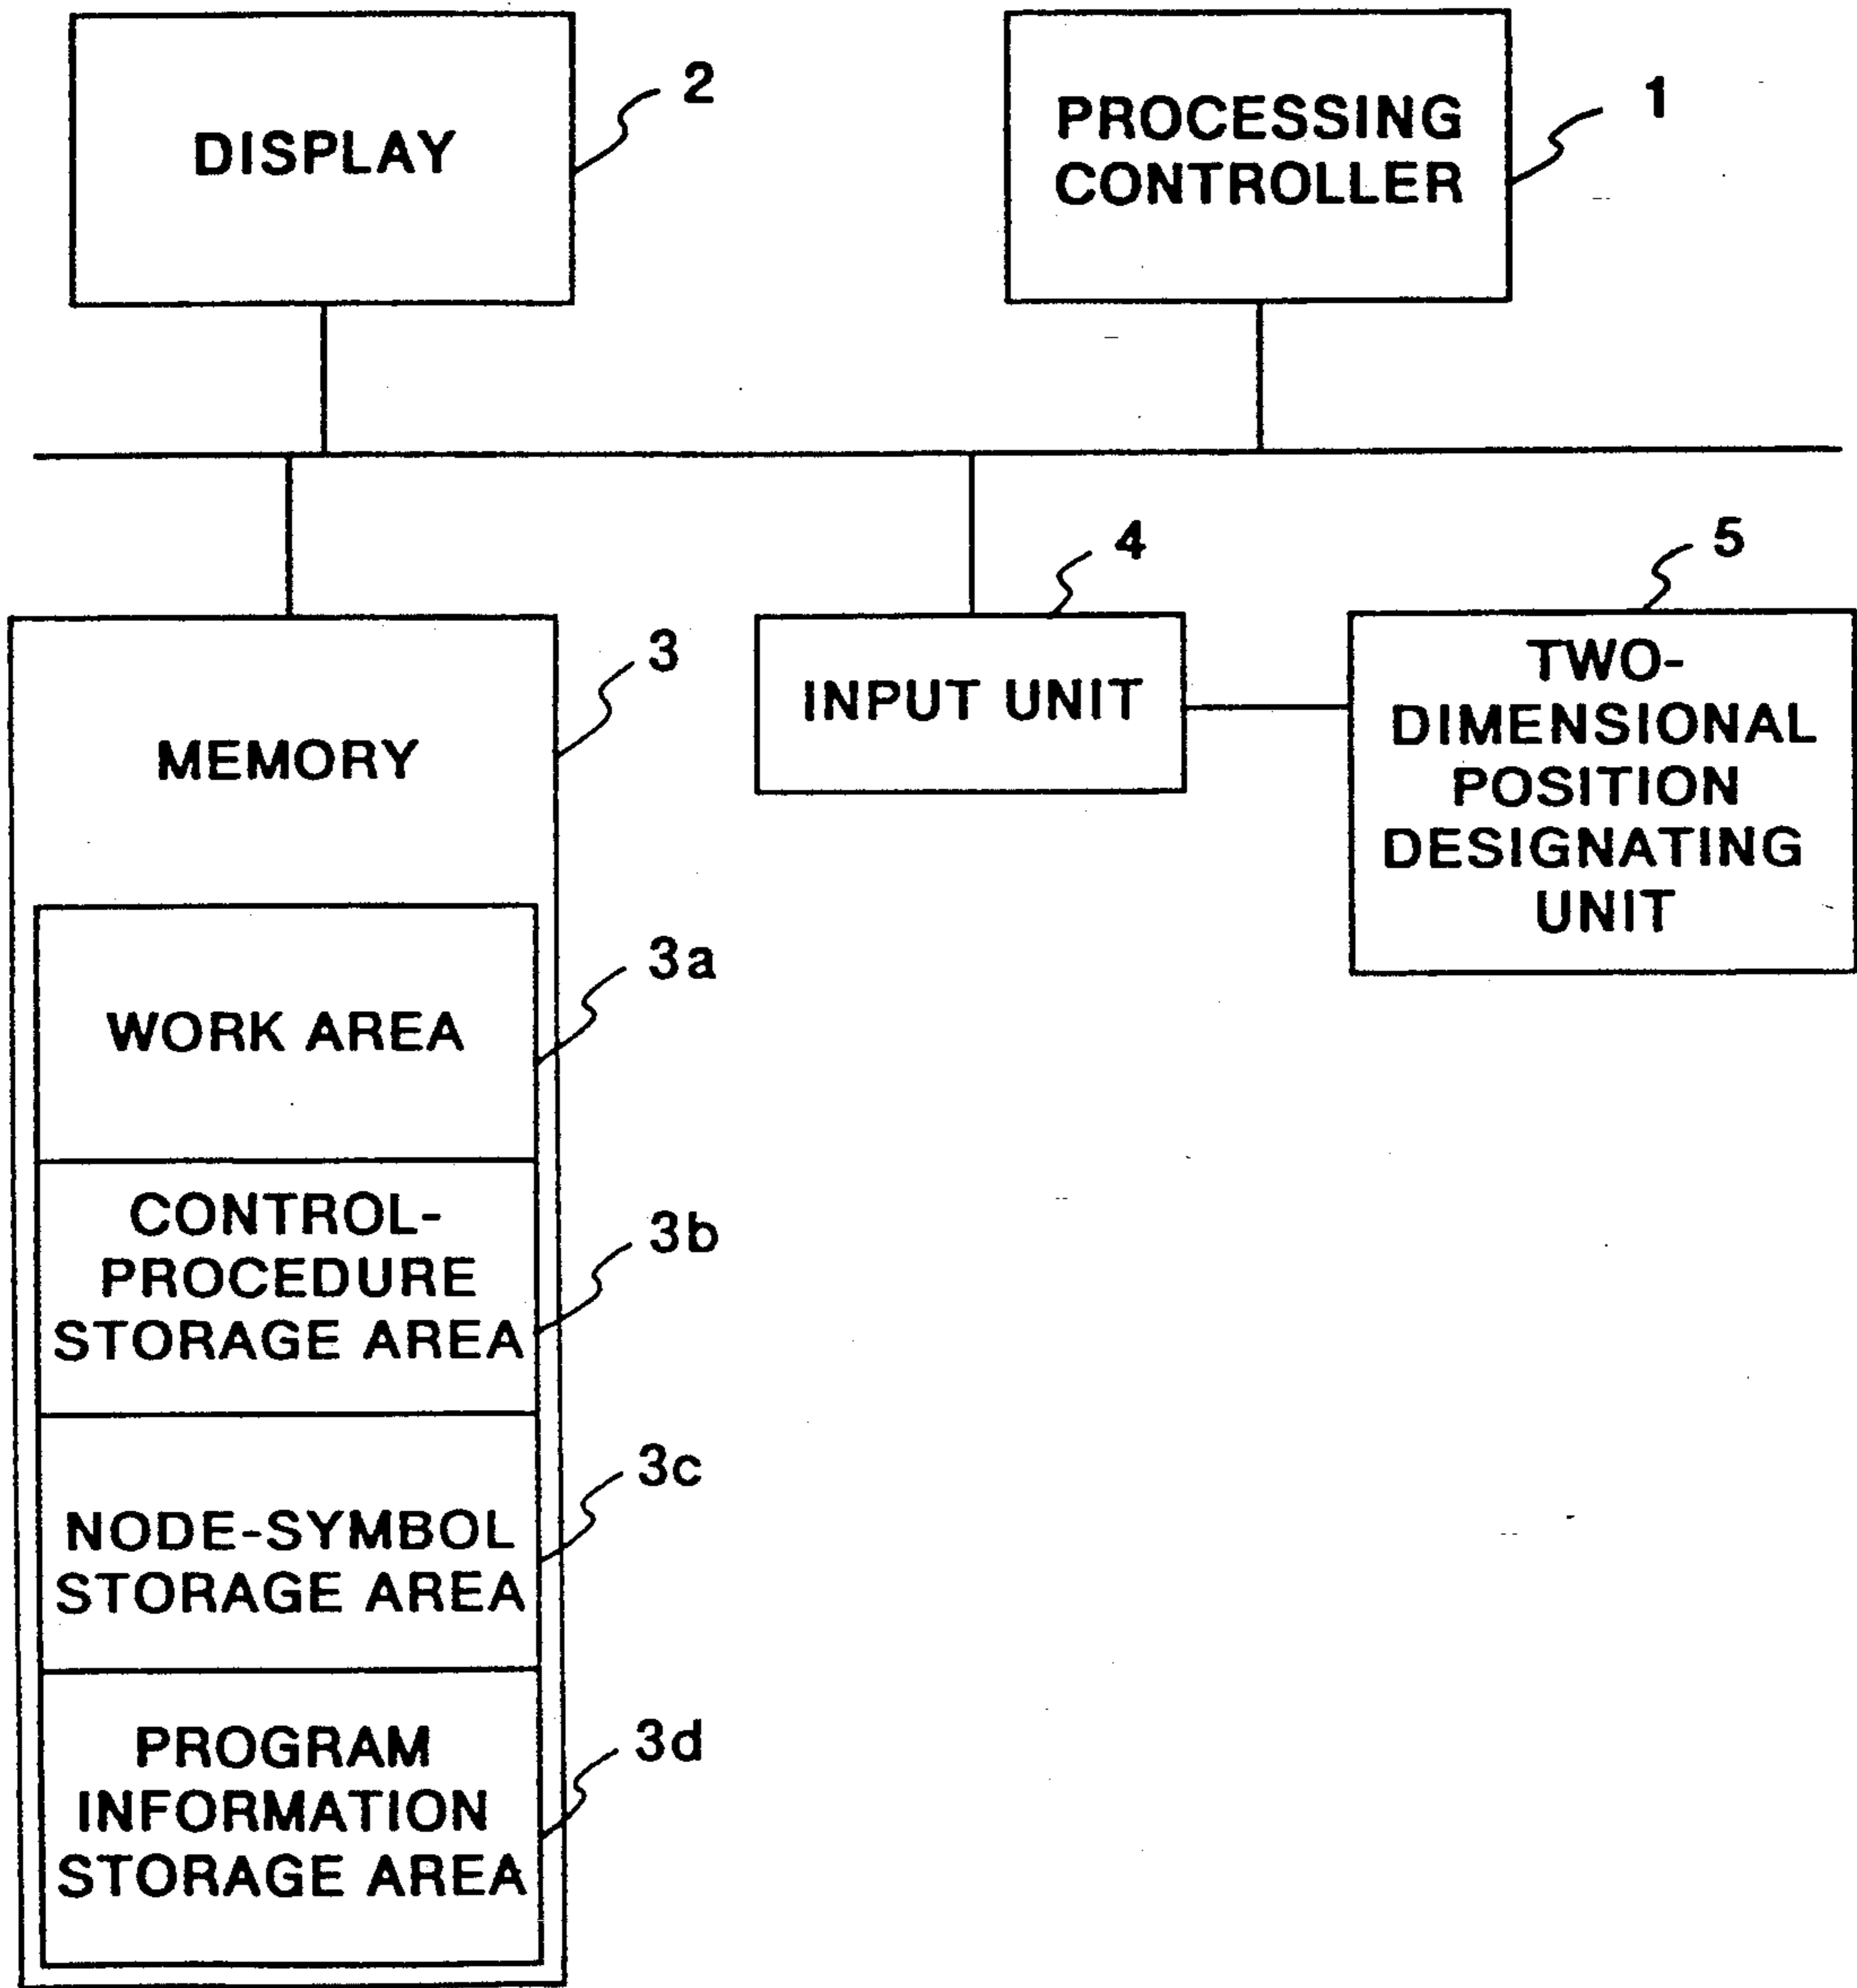 DISPLAY
2
PROCESSING
CONTROLLER
1
MEMORY
3
INPUT UNIT
4
TWO-
DIMENSIONAL
POSITION
DESIGNATING
UNIT
5
WORK AREA
3a
CONTROL-
PROCEDURE
STORAGE AREA
3b
NODE-SYMBOL
STORAGE AREA
3c
PROGRAM
INFORMATION
STORAGE AREA
3d